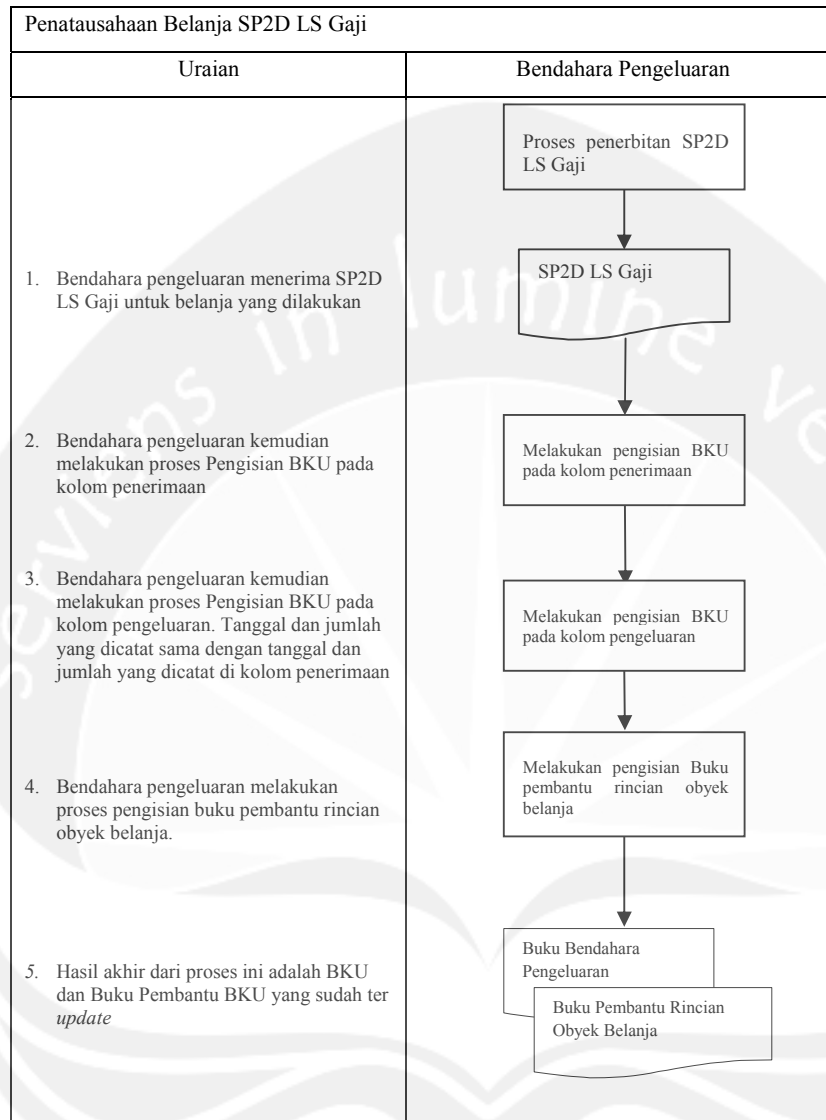 Penatausahaan Belanja SP2D LS Gaji
Uraian
Bendahara Pengeluaran
Proses penerbitan SP2D
LS Gaji
1. Bendahara pengeluaran menerima SP2D
LS Gaji untuk belanja yang dilakukan
SP2D LS Gaji
2. Bendahara pengeluaran kemudian
melakukan proses Pengisian BKU pada
kolom penerimaan
Melakukan pengisian BKU
pada kolom penerimaan
3. Bendahara pengeluaran kemudian
melakukan proses Pengisian BKU pada
kolom pengeluaran. Tanggal dan jumlah
yang dicatat sama dengan tanggal dan
jumlah yang dicatat di kolom penerimaan
Melakukan pengisian BKU
pada kolom pengeluaran
4. Bendahara pengeluaran melakukan
proses pengisian buku pembantu rincian
obyek belanja.
Melakukan pengisian Buku
pembantu rincian obyek
belanja
5. Hasil akhir dari proses ini adalah BKU
dan Buku Pembantu BKU yang sudah ter
update
Buku Bendahara
Pengeluaran
Buku Pembantu Rincian
Obyek Belanja
serviens in lumine ve